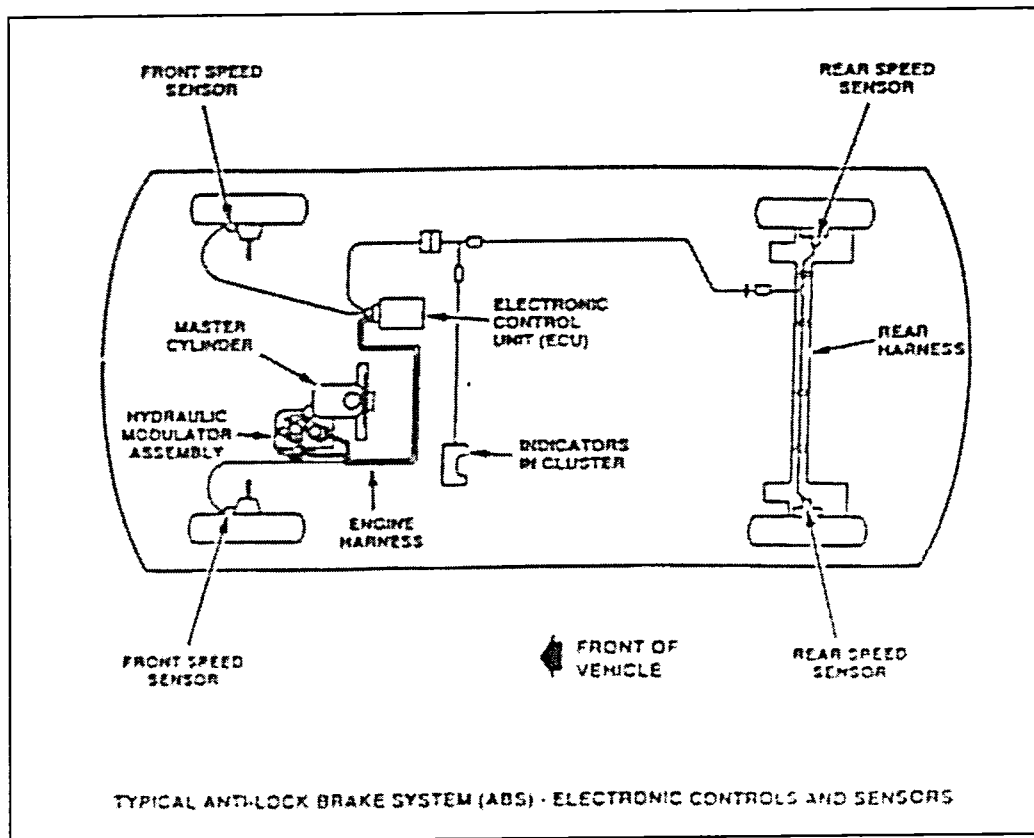 FRONT SPEED
SENSOR
REAR SPEED
SENSOR
ELECTRONIC
CONTROL
UNIT (ECU)
MASTER
CYLINDER
REAR
HARNESS
HYDRAULIC
MODULATOR
ASSEMBLY
INDICATORS
IN CLUSTER
ENGINE
HARNESS
FRONT SPEED
SENSOR
FRONT OF
VEHICLE
REAR SPEED
SENSOR
TYPICAL ANTI-LOCK BRAKE SYSTEM (ABS) - ELECTRONIC CONTROLS AND SENSORS